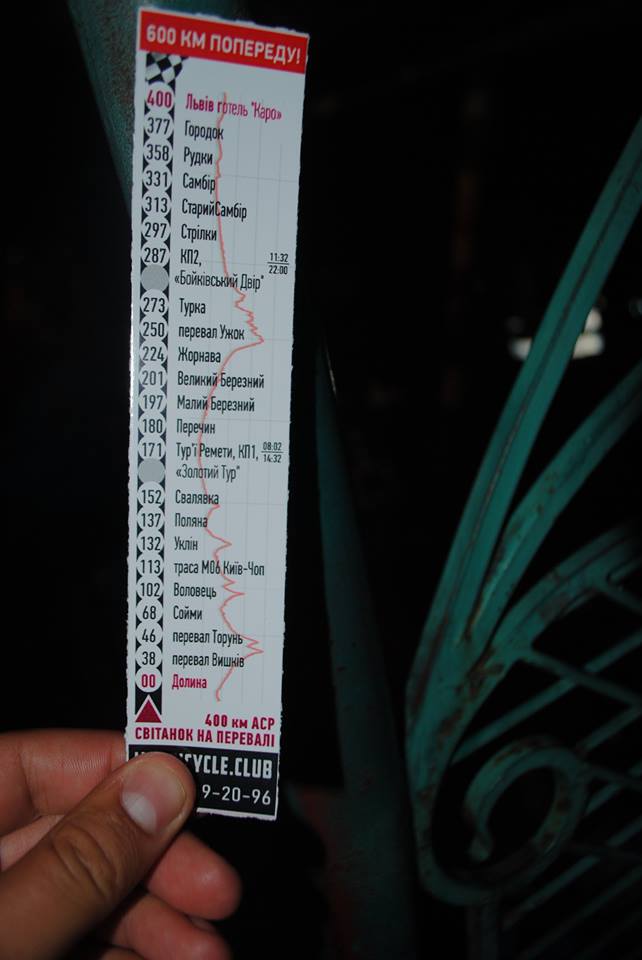 600 КМ ПОПЕРЕДУ!
400 Львів готель "Каро»
377 Городок
358 Рудки
331 Самбір
313 СтарийСамбір
297 Стрілки
287 КП2, 11:32
«Бойківський Двір" 22:00
273 Турка
250 перевал Ужок
224 Жорнава
201 Великий Березний
197 Малий Березний
180 Перечин
171 Тур'ї Ремети, КП1, 08:02
«Золотий Тур" 14:32
152 Свалявка
137 Поляна
132 Уклін
113 траса М06 Київ-Чоп
102 Воловець
68 Сойми
46 перевал Торунь
38 перевал Вишків
00 Долина
400 км АСР
СВІТАНОК НА ПЕРЕВАЛІ
CYCLE.CLUB
9-20-96